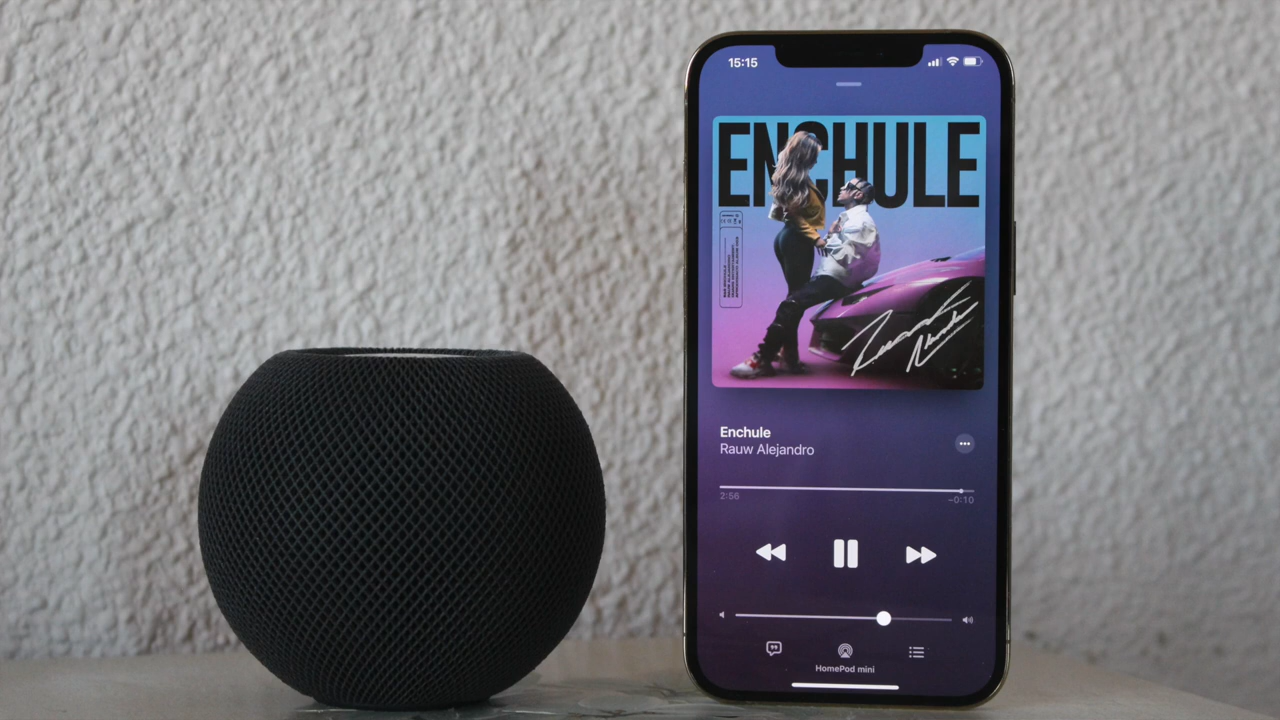 15:15
ENCHULE
Enchule
Rauw Alejandro
2:56
-0:10
HomePod mini